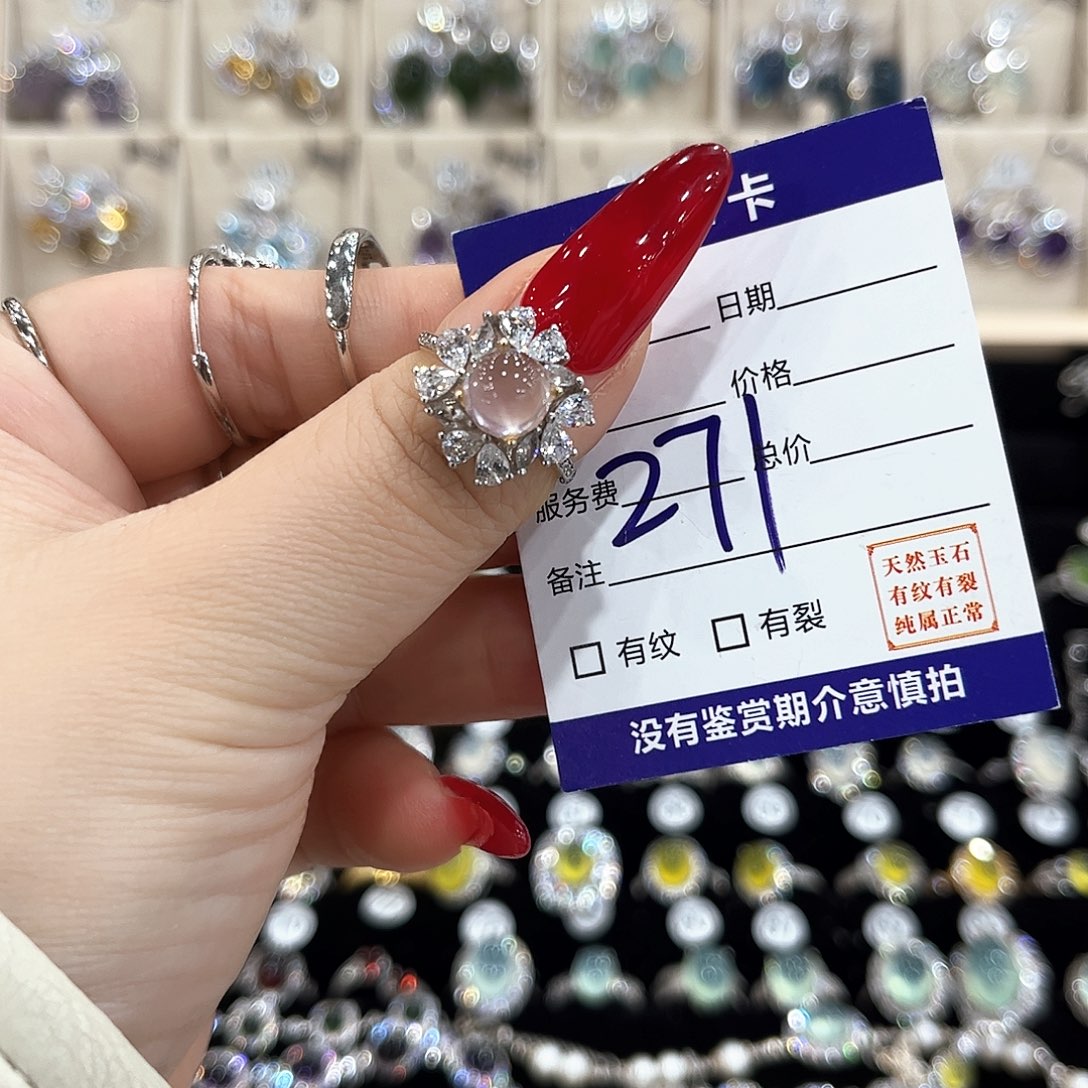 卡
日期
价格
271
总价
服务费
备注
有纹 有裂
天然玉石
有纹有裂
纯属正常
没有鉴赏期介意慎拍